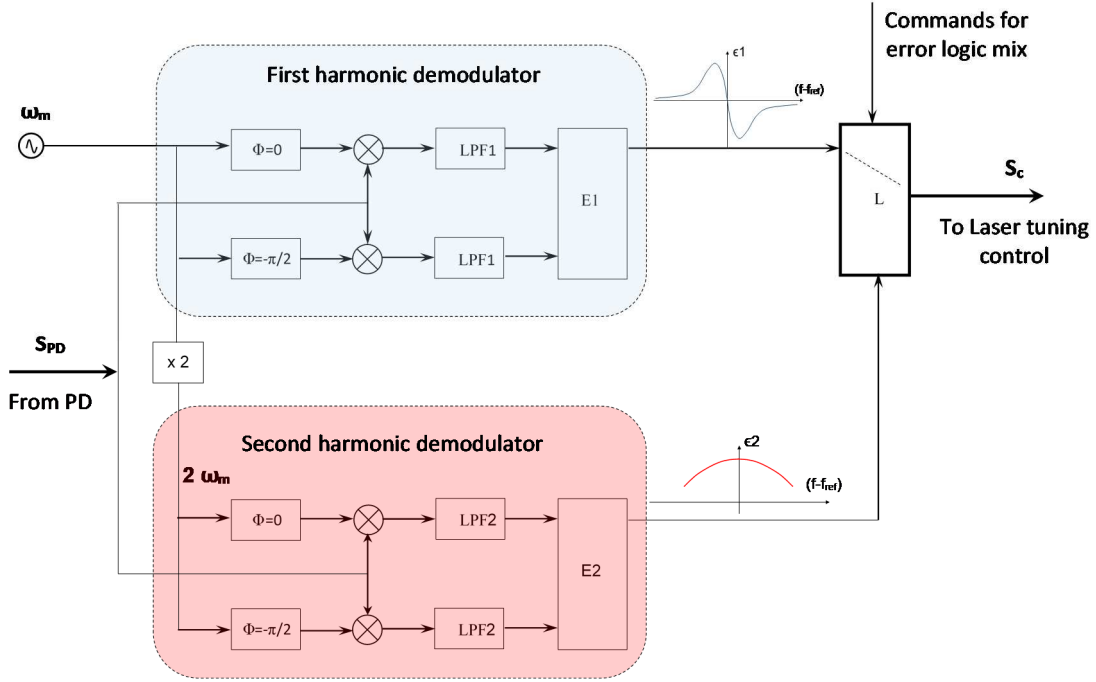 Commands for
error logic mix
First harmonic demodulator
ϵ1
(f-fref)
ωm
Φ=0
LPF1
E1
Sc
L
To Laser tuning
control
Φ=-π/2
LPF1
SPD
x 2
From PD
Second harmonic demodulator
ϵ2
2 ωm
(f-fref)
Φ=0
LPF2
E2
Φ=-π/2
LPF2